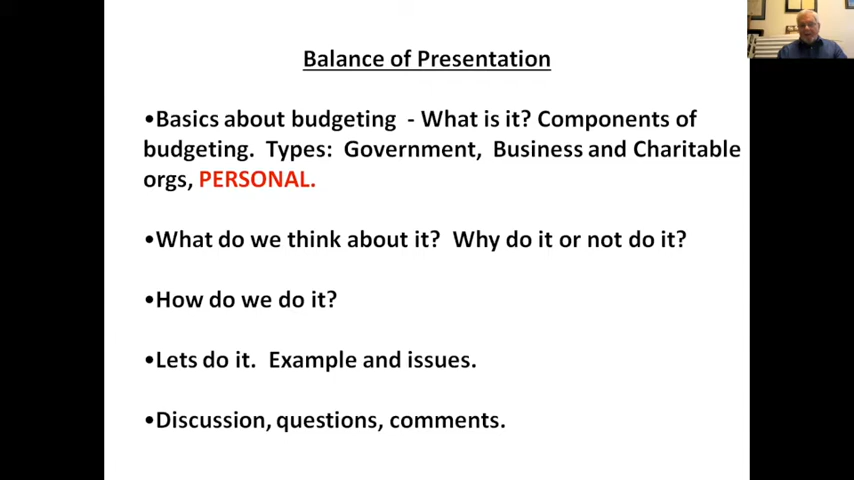 Balance of Presentation
•Basics about budgeting - What is it? Components of
budgeting. Types: Government, Business and Charitable
orgs, PERSONAL.
•What do we think about it? Why do it or not do it?
•How do we do it?
•Lets do it. Example and issues.
•Discussion, questions, comments.